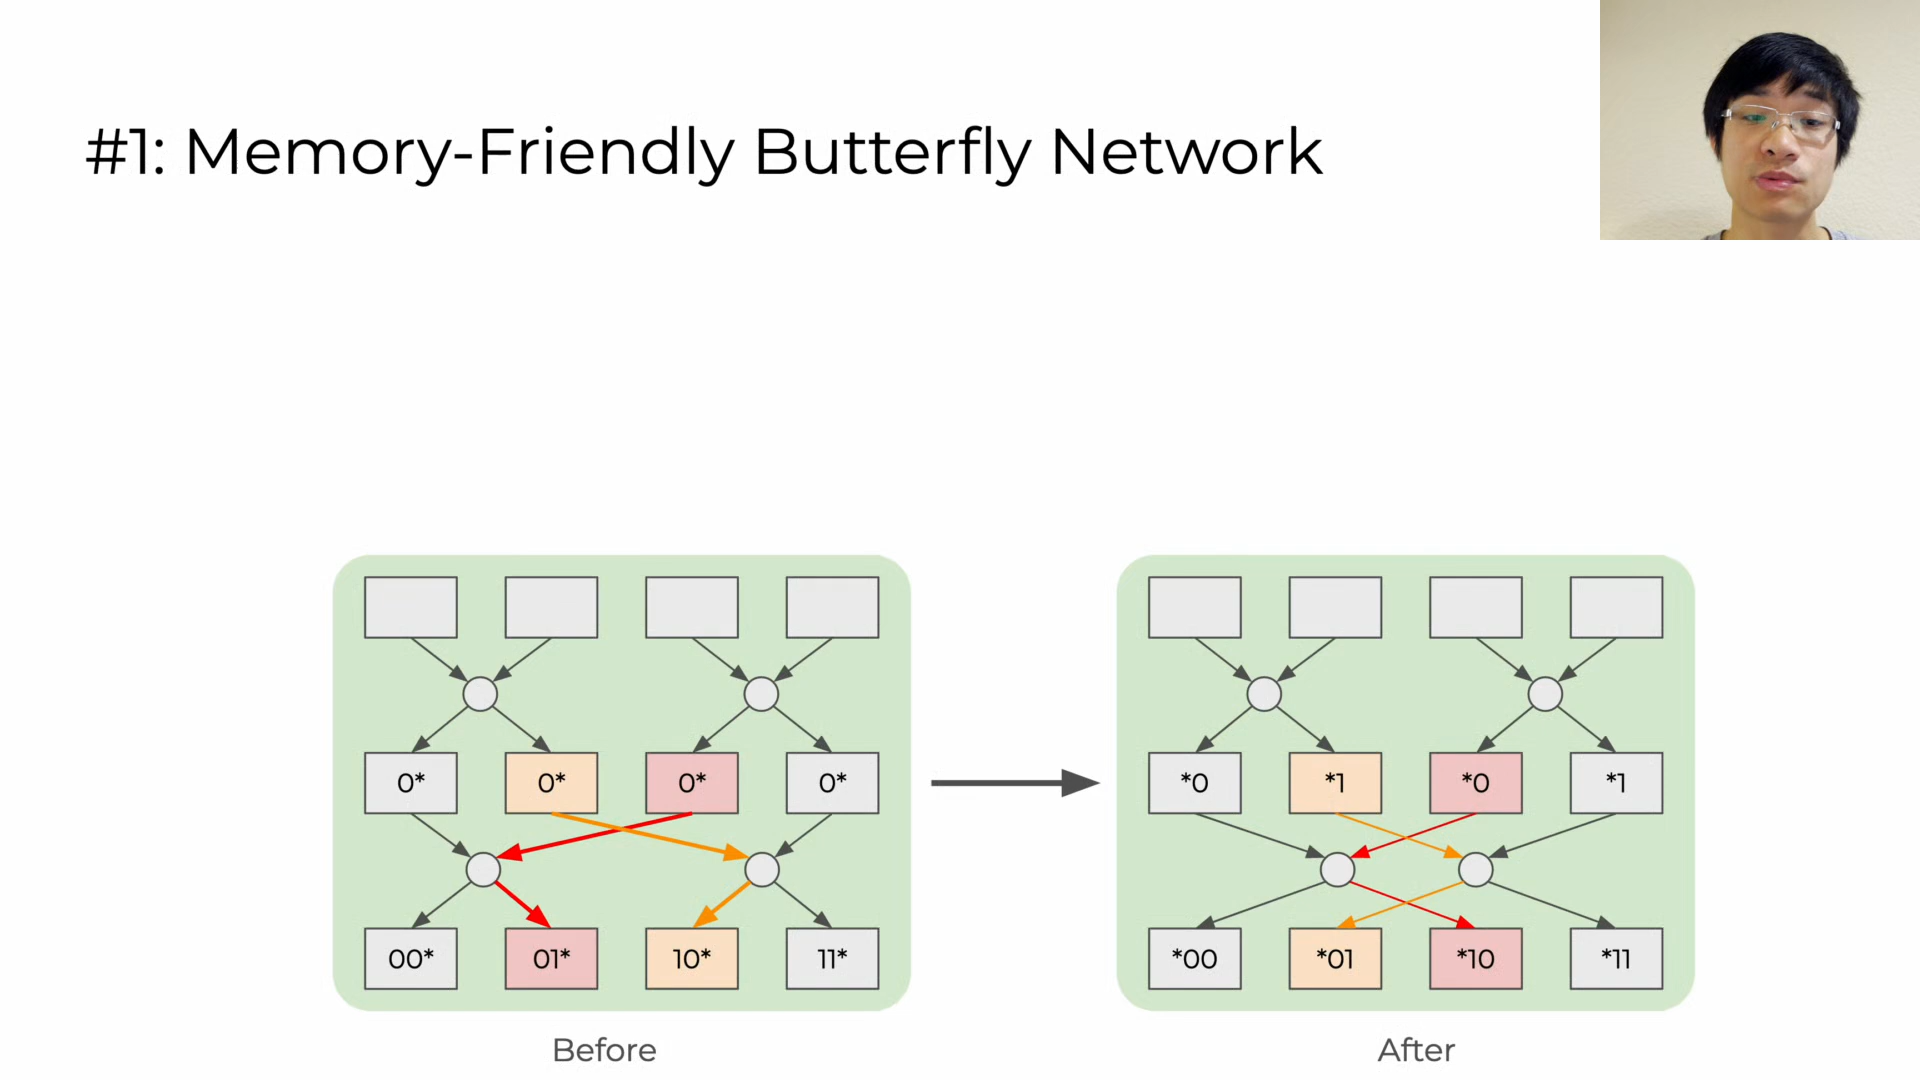 #1: Memory-Friendly Butterfly Network
0* 0* 0* 0*
00* 01* 10* 11*
Before
*0 *1 *0 *1
*00 *01 *10 *11
After